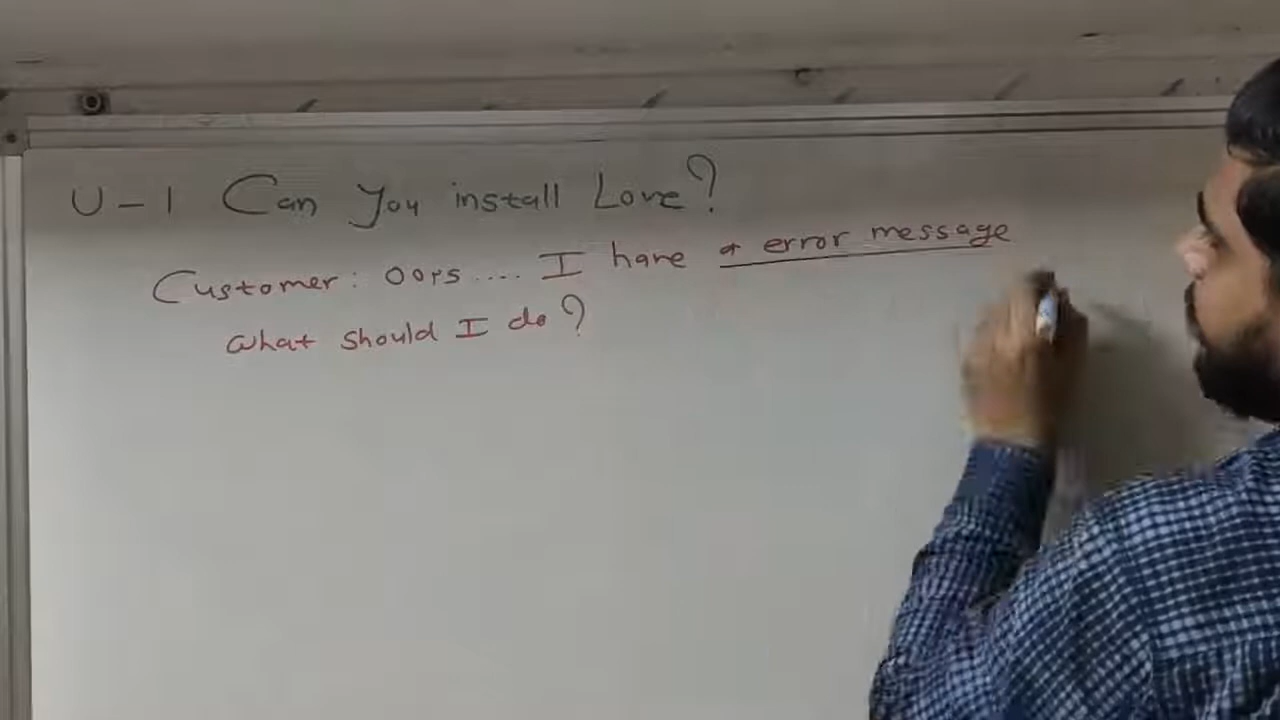 U-1 Can You install Love?
Customer: Oops.... I have a error message
What should I do?